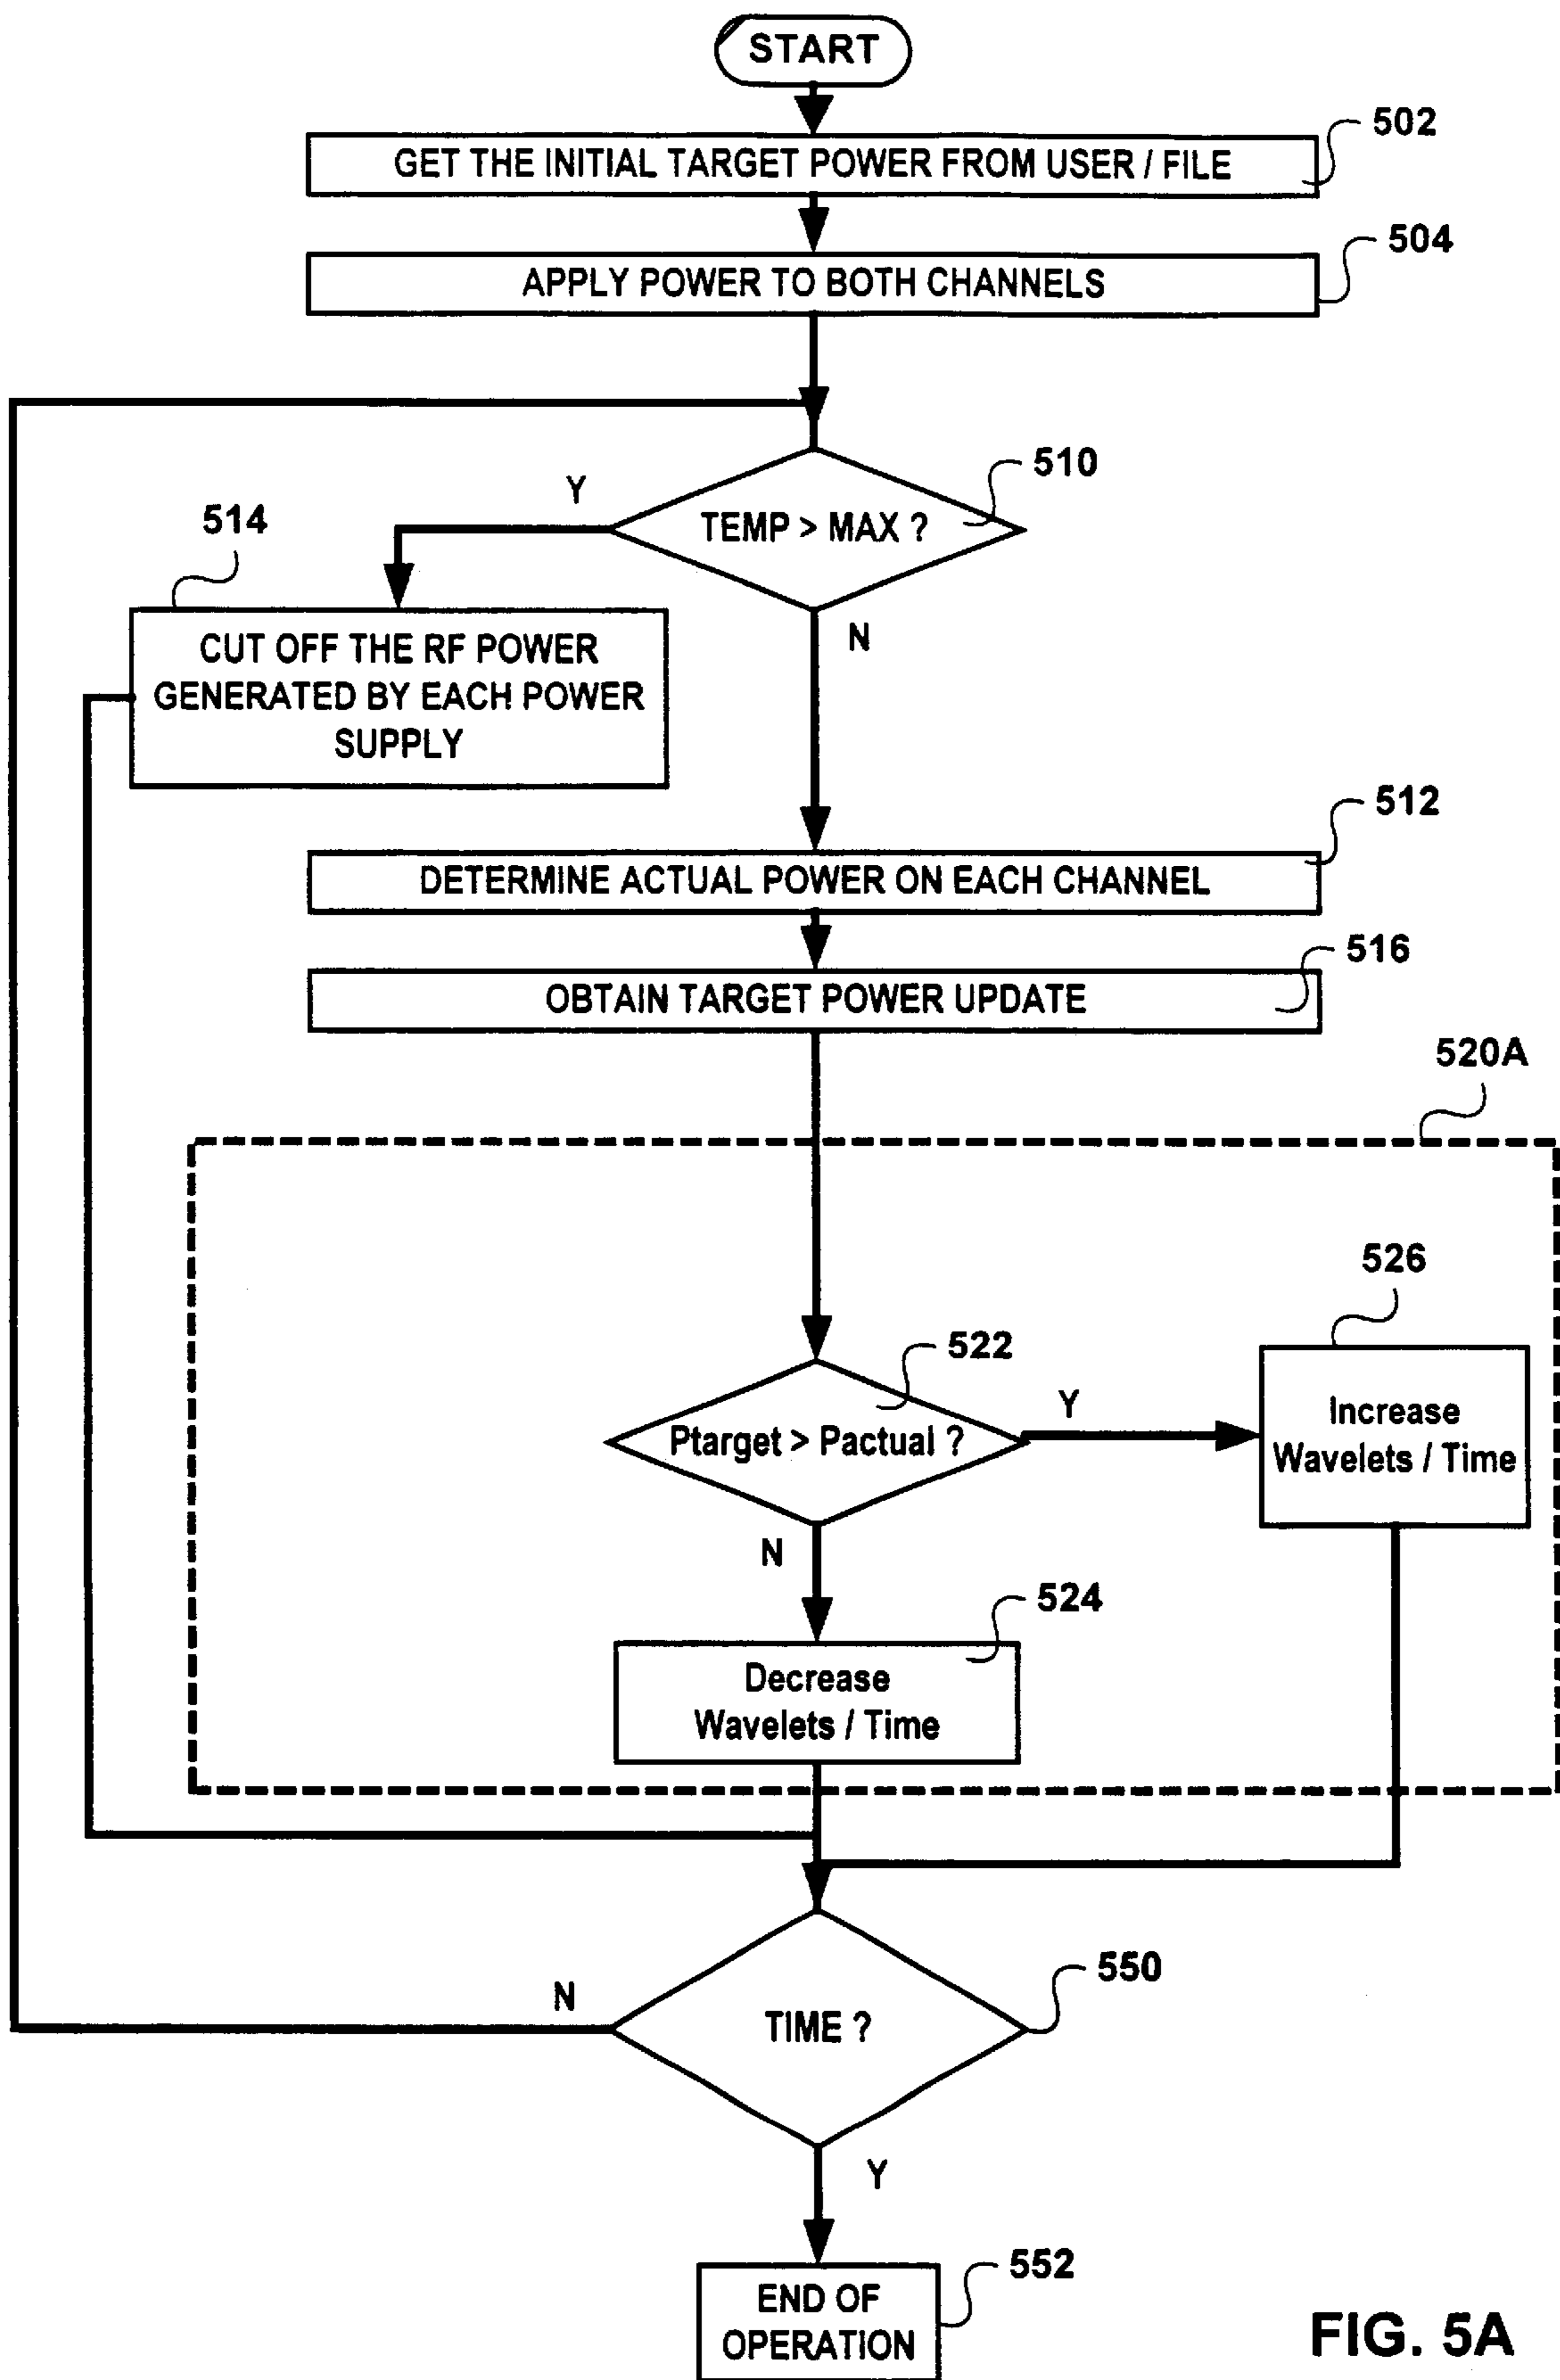 START
502
GET THE INITIAL TARGET POWER FROM USER / FILE
504
APPLY POWER TO BOTH CHANNELS
510
Y
TEMP > MAX ?
514
N
CUT OFF THE RF POWER
GENERATED BY EACH POWER
SUPPLY
512
DETERMINE ACTUAL POWER ON EACH CHANNEL
516
OBTAIN TARGET POWER UPDATE
520A
526
522
Y
Ptarget > Pactual ?
Increase
Wavelets / Time
N
524
Decrease
Wavelets / Time
550
N
TIME ?
Y
552
END OF
OPERATION
FIG. 5A